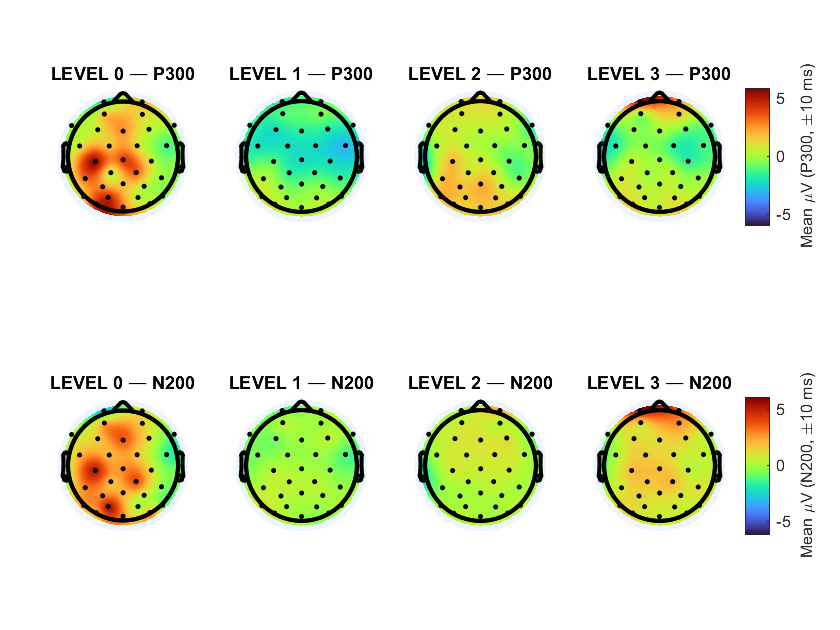 LEVEL 0 — P300
LEVEL 1 — P300
LEVEL 2 — P300
LEVEL 3 — P300
5
0
-5
Mean μV (P300, ±10 ms)
LEVEL 0 — N200
LEVEL 1 — N200
LEVEL 2 — N200
LEVEL 3 — N200
5
0
-5
Mean μV (N200, ±10 ms)